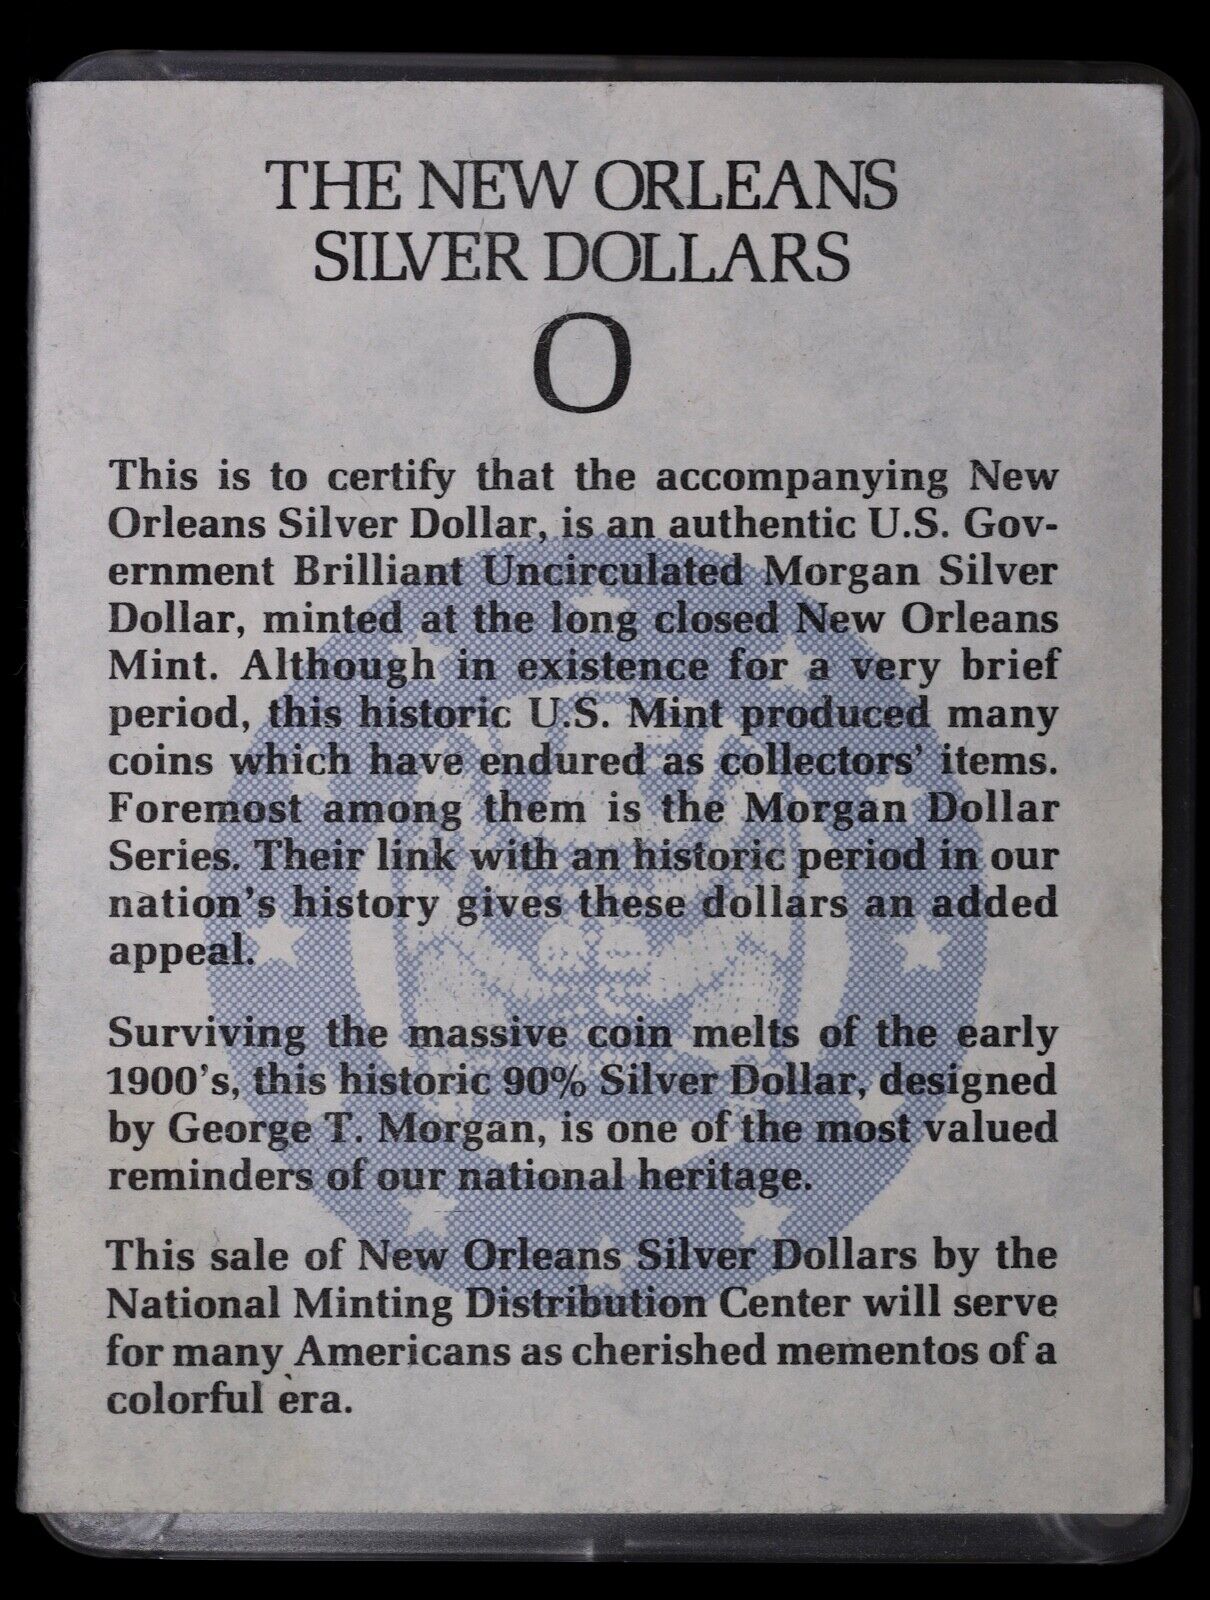 THE NEW ORLEANS
SILVER DOLLARS
O
This is to certify that the accompanying New
Orleans Silver Dollar, is an authentic U.S. Gov-
ernment Brilliant Uncirculated Morgan Silver
Dollar, minted at the long closed New Orleans
Mint. Although in existence for a very brief
period, this historic U.S. Mint produced many
coins which have endured as collectors' items.
Foremost among them is the Morgan Dollar
Series. Their link with an historic period in our
nation's history gives these dollars an added
appeal.
Surviving the massive coin melts of the early
1900's, this historic 90% Silver Dollar, designed
by George T. Morgan, is one of the most valued
reminders of our national heritage.
This sale of New Orleans Silver Dollars by the
National Minting Distribution Center will serve
for many Americans as cherished mementos of a
colorful era.